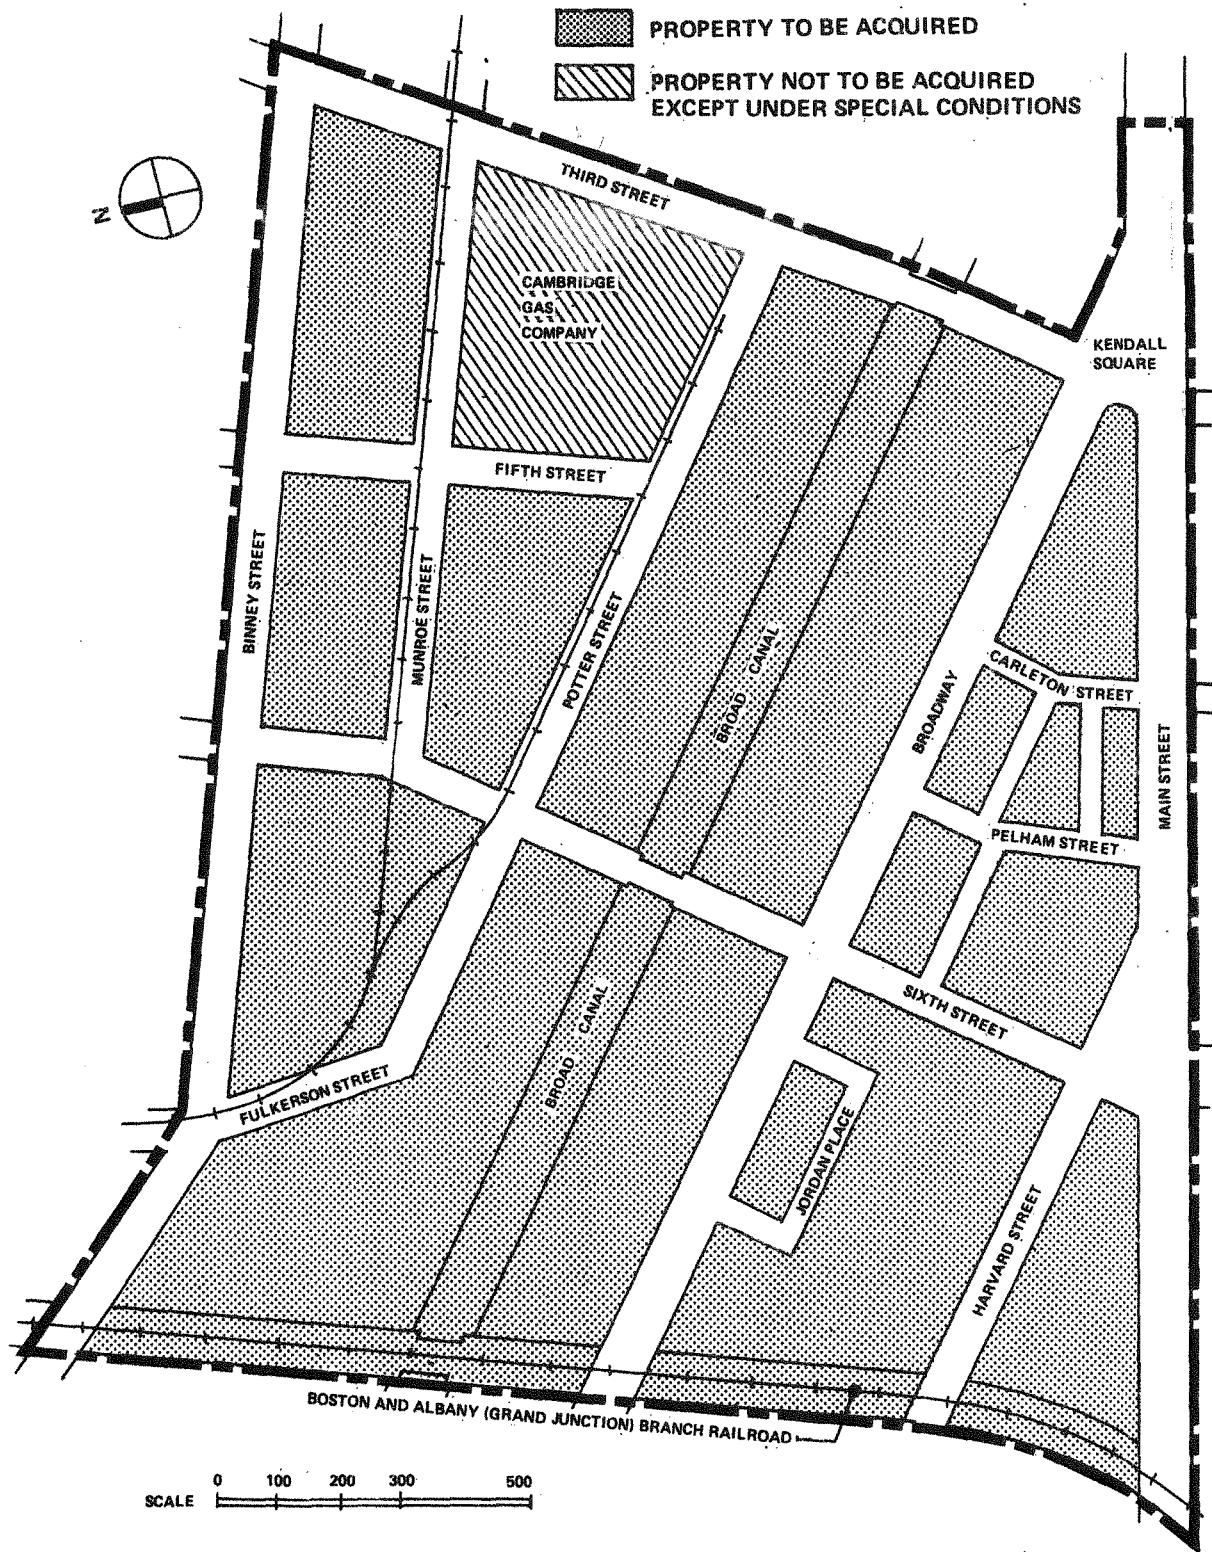 PROPERTY TO BE ACQUIRED
PROPERTY NOT TO BE ACQUIRED
EXCEPT UNDER SPECIAL CONDITIONS
N
THIRD STREET
CAMBRIDGE
GAS
COMPANY
KENDALL
SQUARE
FIFTH STREET
BINNEY STREET
MUNROE STREET
POTTER STREET
BROAD CANAL
BROADWAY
CARLETON STREET
MAIN STREET
PELHAM STREET
SIXTH STREET
BROAD CANAL
FULKERSON STREET
JORDAN PLACE
HARVARD STREET
BOSTON AND ALBANY (GRAND JUNCTION) BRANCH RAILROAD
0 100 200 300 500
SCALE